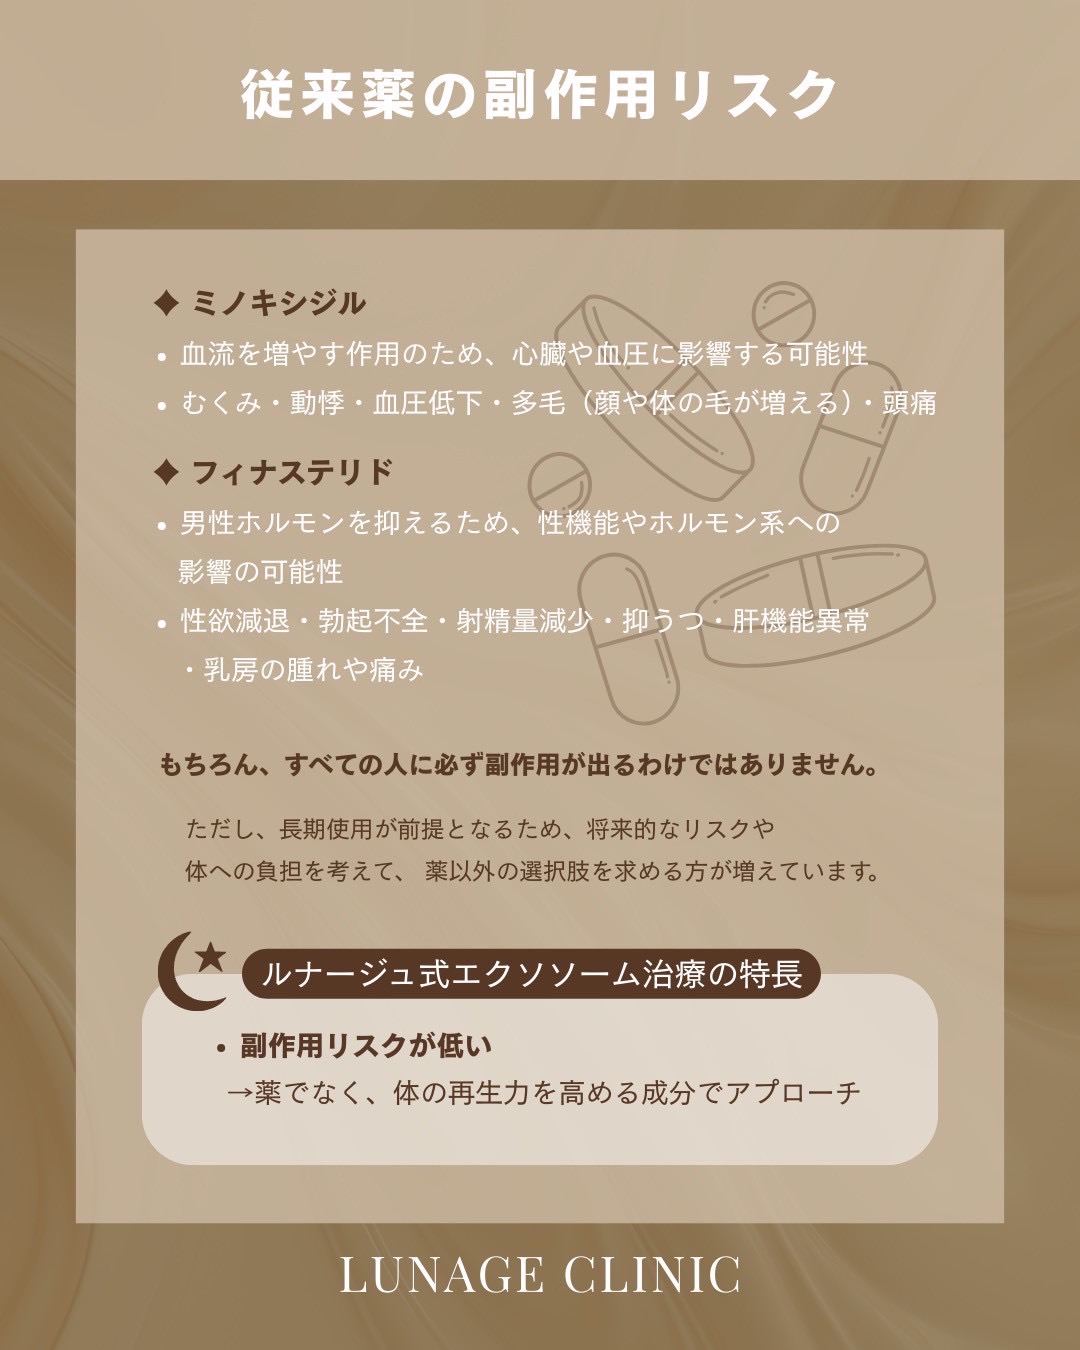 従来薬の副作用リスク
✦ ミノキシジル
• 血流を増やす作用のため、心臓や血圧に影響する可能性
• むくみ・動悸・血圧低下・多毛（顔や体の毛が増える）・頭痛
✦ フィナステリド
• 男性ホルモンを抑えるため、性機能やホルモン系への
影響の可能性
• 性欲減退・勃起不全・射精量減少・抑うつ・肝機能異常
・乳房の腫れや痛み
もちろん、すべての人に必ず副作用が出るわけではありません。
ただし、長期使用が前提となるため、将来的なリスクや
体への負担を考えて、 薬以外の選択肢を求める方が増えています。
ルナージュ式エクソソーム治療の特長
• 副作用リスクが低い
→薬でなく、体の再生力を高める成分でアプローチ
LUNAGE CLINIC